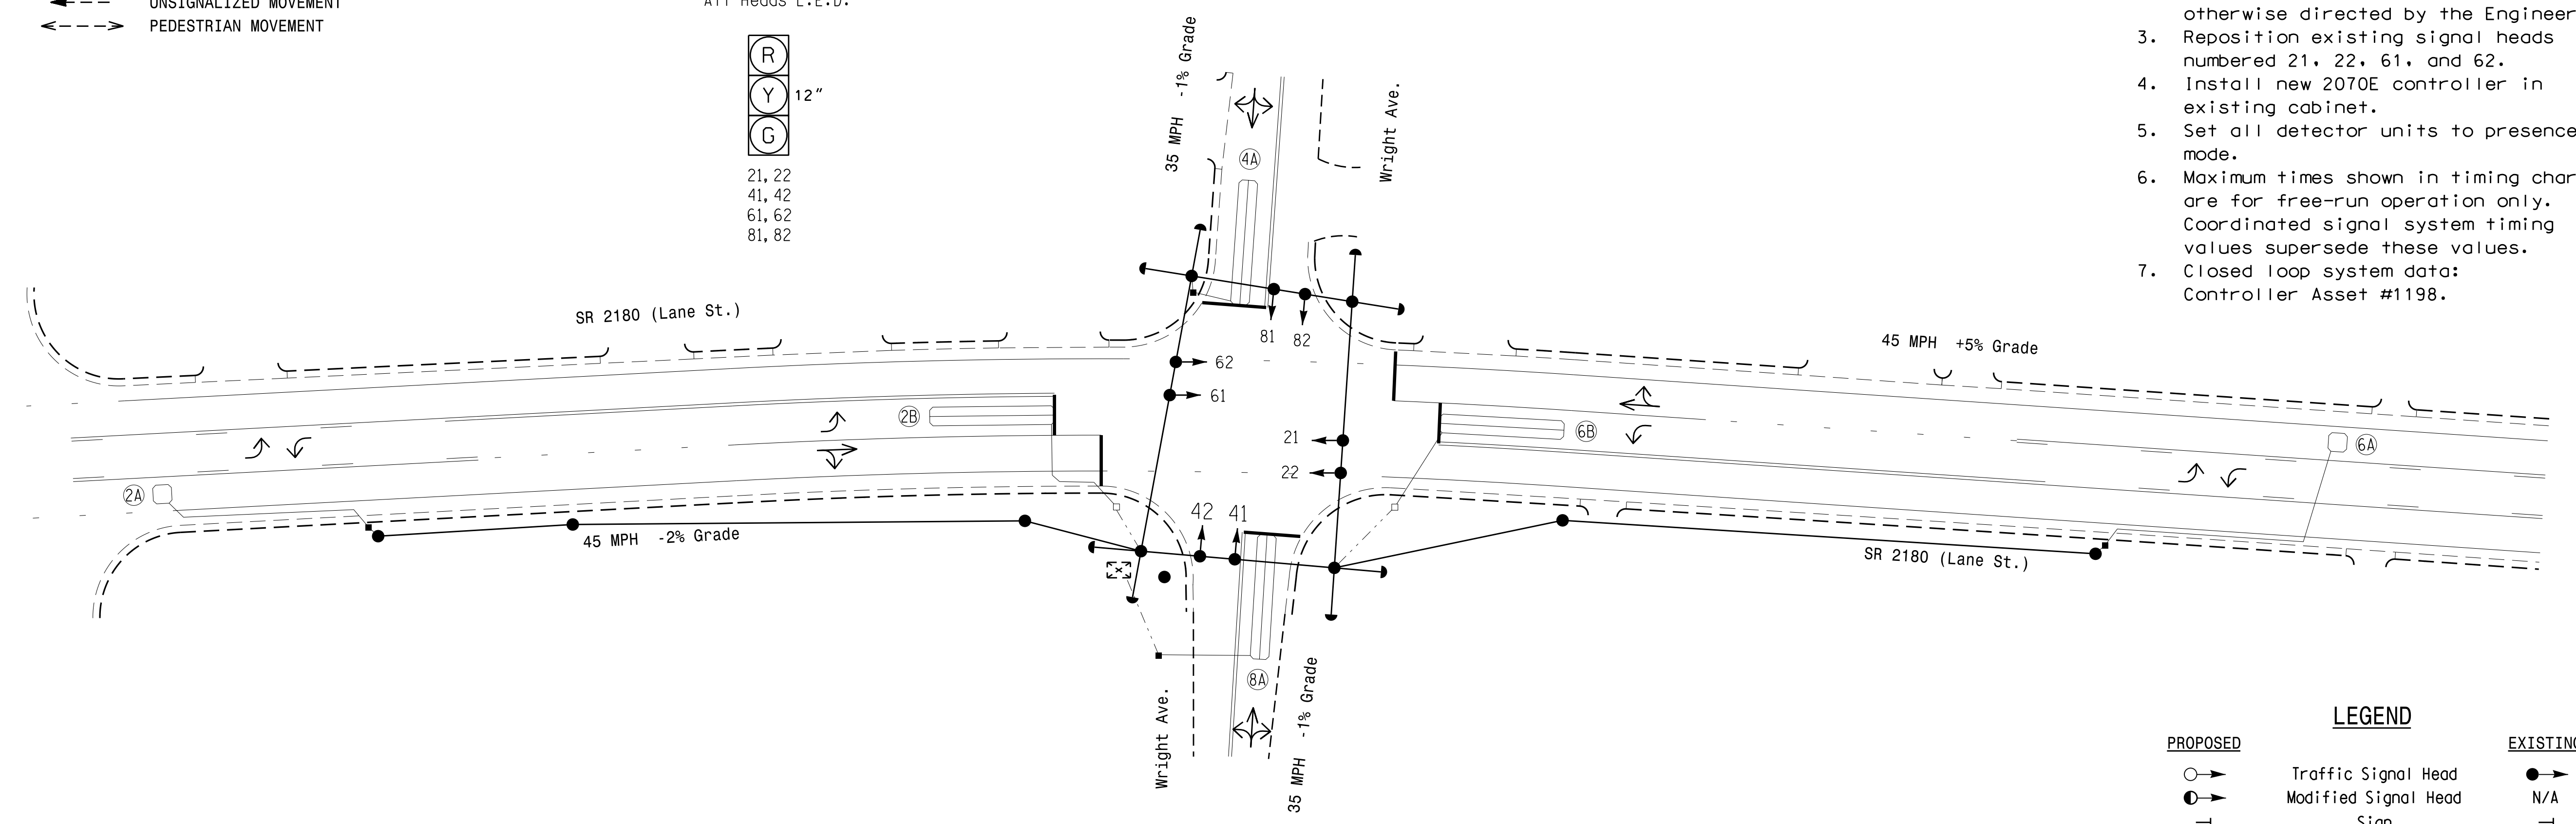 UNSIGNALIZED MOVEMENT
PEDESTRIAN MOVEMENT
All Heads L.E.D.
R
Y 12"
G
21, 22
41, 42
61, 62
81, 82
otherwise directed by the Engineer
3. Reposition existing signal heads
numbered 21, 22, 61, and 62.
4. Install new 2070E controller in
existing cabinet.
5. Set all detector units to presence
mode.
6. Maximum times shown in timing char
are for free-run operation only.
Coordinated signal system timing
values supersede these values.
7. Closed loop system data:
Controller Asset #1198.
35 MPH -1% Grade
Wright Ave.
4A
SR 2180 (Lane St.)
81
82
62
61
45 MPH +5% Grade
2B
21
22
6B
6A
2A
42
41
45 MPH -2% Grade
SR 2180 (Lane St.)
x
8A
Wright Ave.
35 MPH -1% Grade
LEGEND
PROPOSED
EXISTING
Traffic Signal Head
Modified Signal Head
N/A
Sign